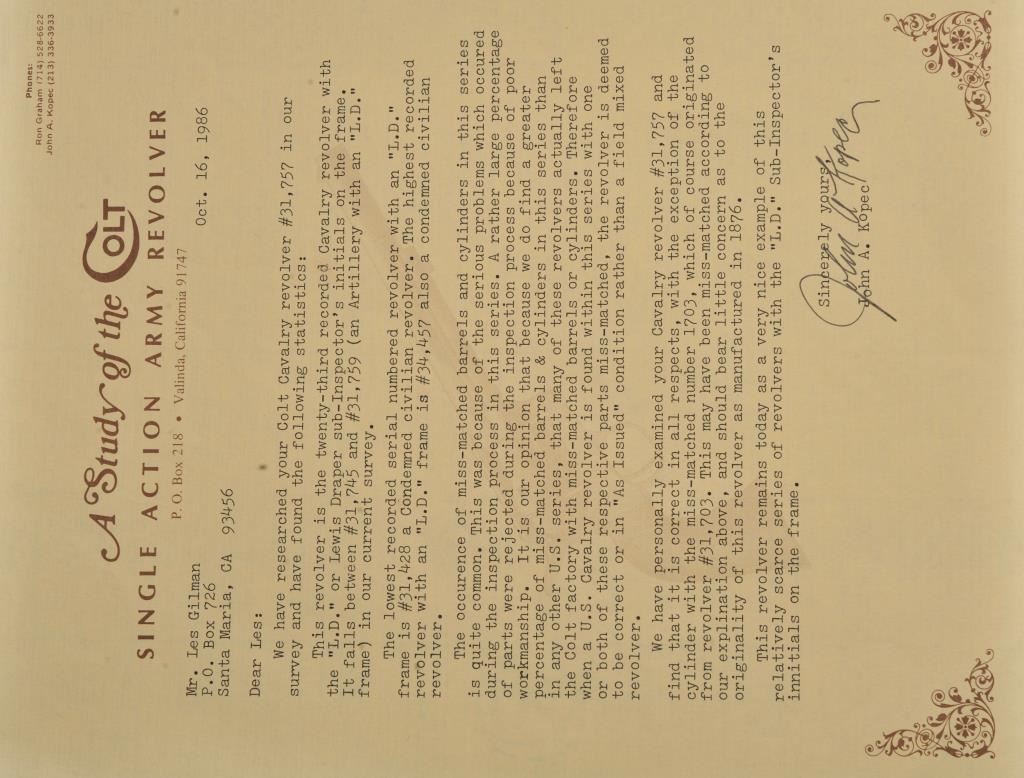 Phones:
Ron Graham (714) 528-6622
John A. Kopec (213) 336-3933
A Study of the COLT
SINGLE ACTION ARMY REVOLVER
P. O. Box 218 • Valinda, California 91747
Oct. 16, 1986
Mr. Les Gilman
P.O. Box 726
Santa Maria, CA 93456
Dear Les:
We have researched your Colt Cavalry revolver #31,757 in our
survey and have found the following statistics:
This revolver is the twenty-third recorded Cavalry revolver with
the "L.D." or Lewis Draper sub-Inspector's initials on the frame.
It falls between #31,745 and #31,759 (an Artillery with an "L.D."
frame) in our current survey.
The lowest recorded serial numbered revolver with an "L.D."
frame is #31,428 a Condemned civilian revolver. The highest recorded
revolver with an "L.D." frame is #34,457 also a condemned civilian
revolver.
The occurence of miss-matched barrels and cylinders in this series
is quite common. This was because of the serious problems which occured
during the inspection process in this series. A rather large percentage
of parts were rejected during the inspection process because of poor
workmanship. It is our opinion that because we do find a greater
percentage of miss-matched barrels & cylinders in this series than
in any other U.S. series, that many of these revolvers actually left
the Colt factory with miss-matched barrels or cylinders. Therefore
when a U.S. Cavalry revolver is found within this series with one
or both of these respective parts miss-matched, the revolver is deemed
to be correct or in "As Issued" condition rather than a field mixed
revolver.
We have personally examined your Cavalry revolver #31,757 and
find that it is correct in all respects, with the exception of the
cylinder with the miss-matched number 1703, which of course originated
from revolver #31,703. This may have been miss-matched according to
our explination above, and should bear little concern as to the
originality of this revolver as manufactured in 1876.
This revolver remains today as a very nice example of this
relatively scarce series of revolvers with the "L.D." Sub-Inspector's
innitials on the frame.
Sincerely yours,
John A Kopec
John A. Kopec